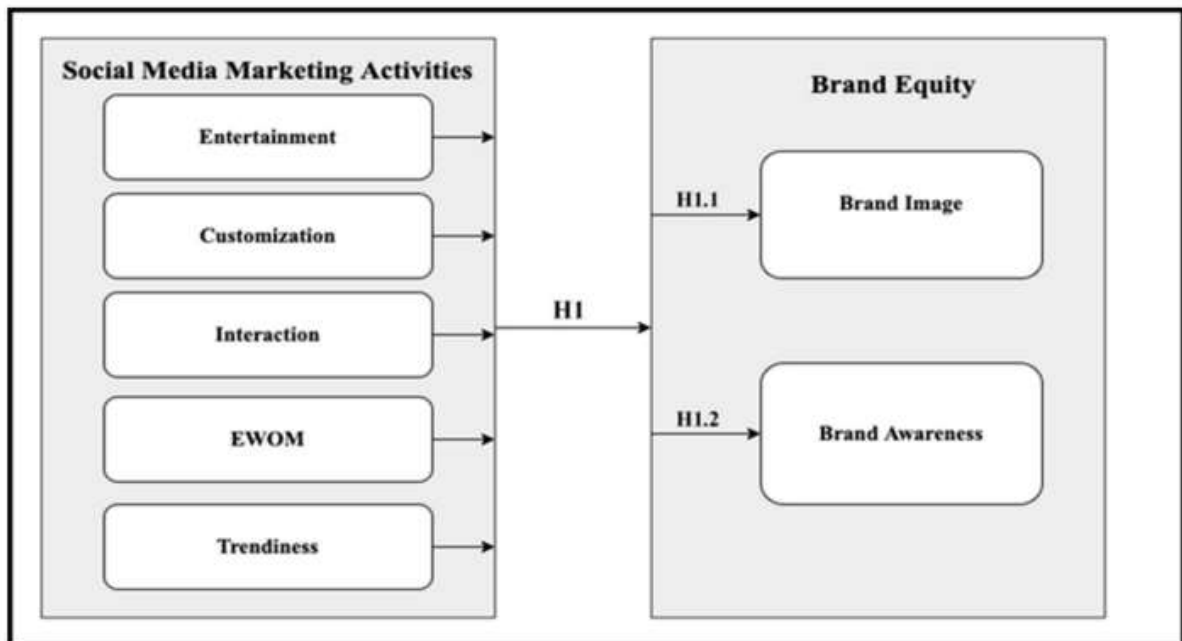 Social Media Marketing Activities
Entertainment
Customization
Interaction
EWOM
Trendiness
H1
Brand Equity
H1.1
Brand Image
H1.2
Brand Awareness